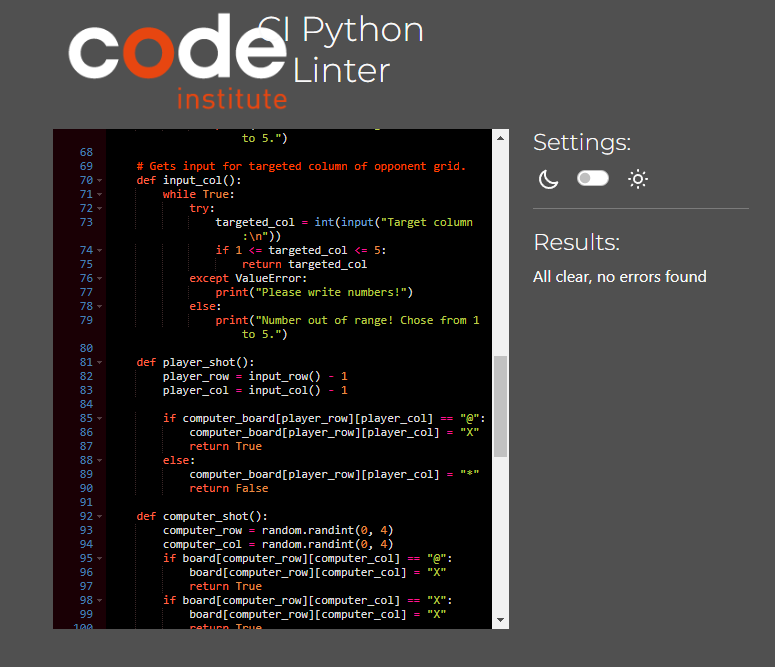 code
institute
CI Python
Linter
to 5.")
68
69 # Gets input for targeted column of opponent grid.
70 def input_col():
71 while True:
72 try:
73 targeted_col = int(input("Target column
:\n"))
74 if 1 <= targeted_col <= 5:
75 return targeted_col
76 except ValueError:
77 print("Please write numbers!")
78 else:
79 print("Number out of range! Chose from 1
to 5.")
80
81 def player_shot():
82 player_row = input_row() - 1
83 player_col = input_col() - 1
84
85 if computer_board[player_row][player_col] == "@":
86 computer_board[player_row][player_col] = "X"
87 return True
88 else:
89 computer_board[player_row][player_col] = "*"
90 return False
91
92 def computer_shot():
93 computer_row = random.randint(0, 4)
94 computer_col = random.randint(0, 4)
95 if board[computer_row][computer_col] == "@":
96 board[computer_row][computer_col] = "X"
97 return True
98 if board[computer_row][computer_col] == "X":
99 board[computer_row][computer_col] = "X"
100 return True
Settings:
Results:
All clear, no errors found